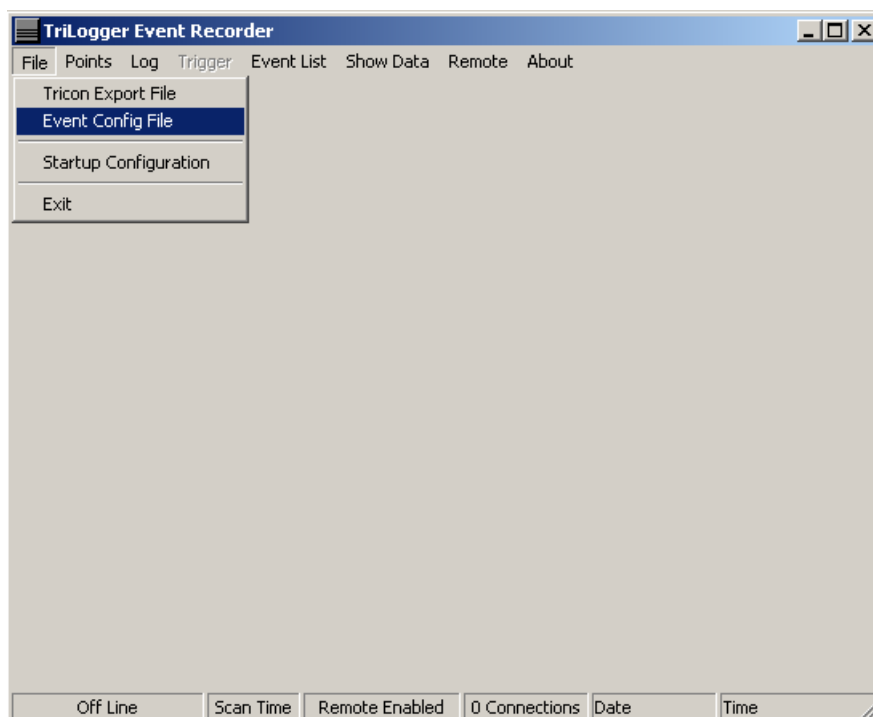 TriLogger Event Recorder
File Points Log Trigger Event List Show Data Remote About
Tricon Export File
Event Config File
Startup Configuration
Exit
Off Line Scan Time Remote Enabled 0 Connections Date Time